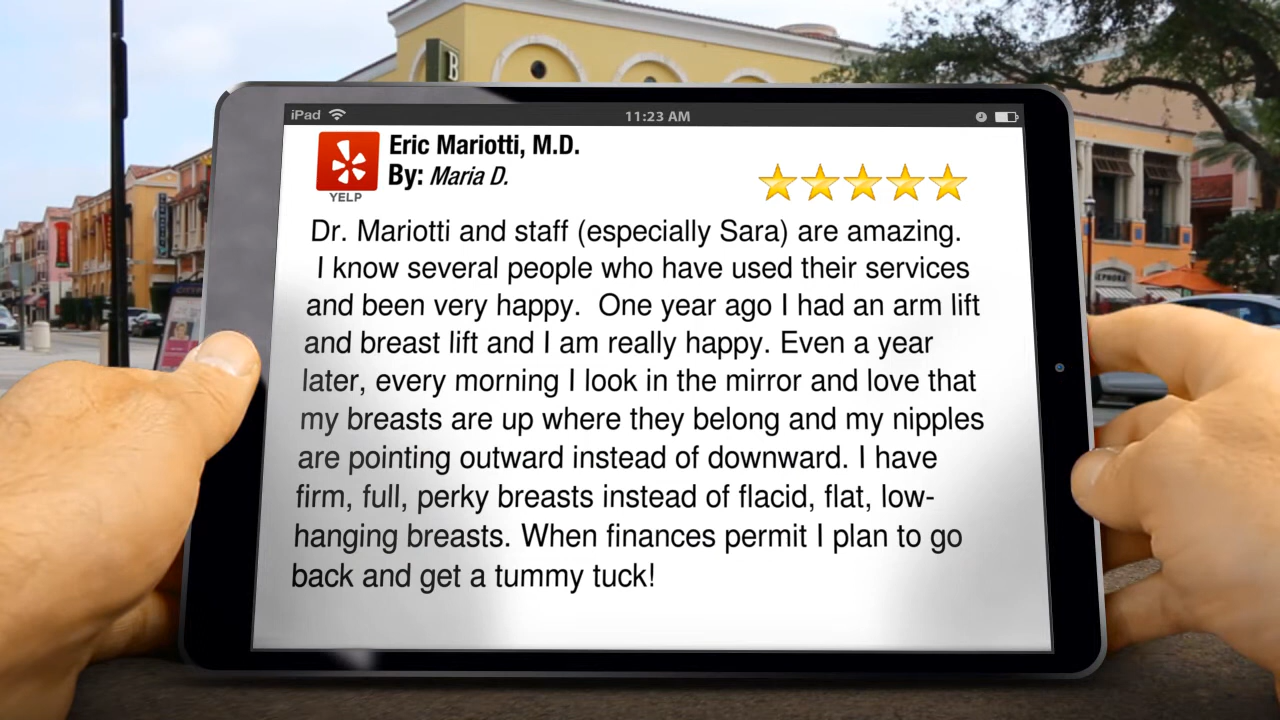 iPad
11:23 AM
Eric Mariotti, M.D.
By: Maria D.
YELP
Dr. Mariotti and staff (especially Sara) are amazing.
I know several people who have used their services
and been very happy.  One year ago I had an arm lift
and breast lift and I am really happy. Even a year
later, every morning I look in the mirror and love that
my breasts are up where they belong and my nipples
are pointing outward instead of downward. I have
firm, full, perky breasts instead of flacid, flat, low-
hanging breasts. When finances permit I plan to go
back and get a tummy tuck!
B
SEPHORA